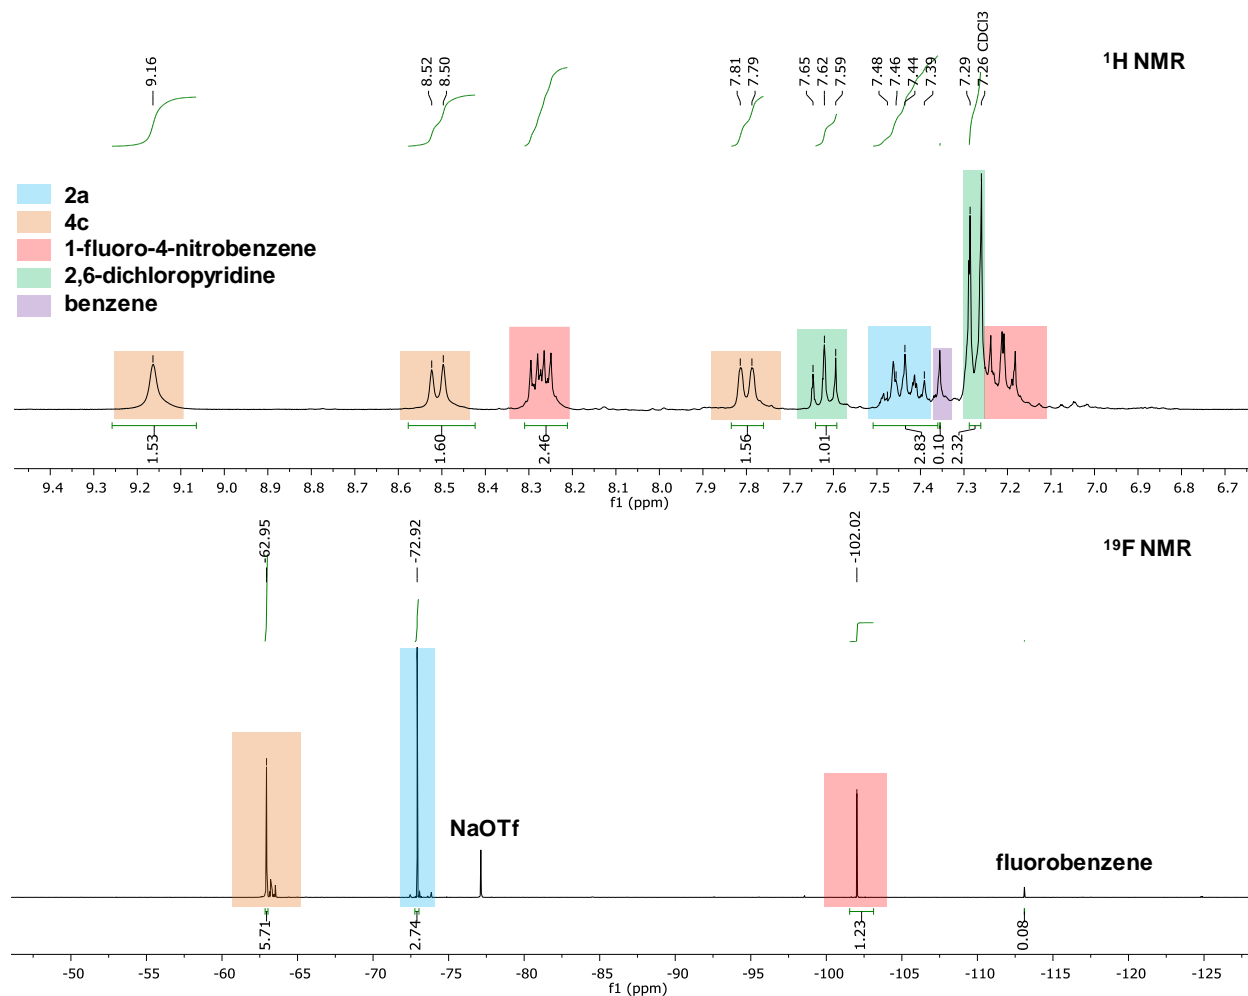 9.16
8.52
8.50
7.81
7.79
7.65
7.62
7.59
7.48
7.46
7.44
7.39
7.29
7.26 CDCl3
1H NMR
2a
4c
1-fluoro-4-nitrobenzene
2,6-dichloropyridine
benzene
1.53
1.60
2.46
1.56
1.01
2.83
0.10
2.32
9.4 9.3 9.2 9.1 9.0 8.9 8.8 8.7 8.6 8.5 8.4 8.3 8.2 8.1 8.0 7.9 7.8 7.7 7.6 7.5 7.4 7.3 7.2 7.1 7.0 6.9 6.8 6.7
f1 (ppm)
-62.95
-72.92
-102.02
19F NMR
NaOTf
fluorobenzene
5.71
2.74
1.23
0.08
-50 -55 -60 -65 -70 -75 -80 -85 -90 -95 -100 -105 -110 -115 -120 -125
f1 (ppm)